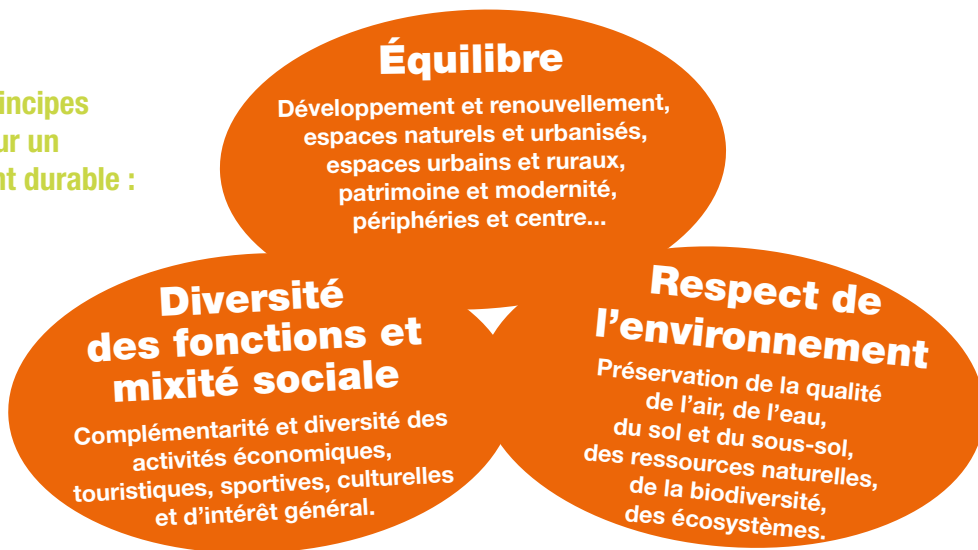 incipes
ur un
nt durable :
Équilibre
Développement et renouvellement,
espaces naturels et urbanisés,
espaces urbains et ruraux,
patrimoine et modernité,
périphéries et centre...
Diversité
des fonctions et
mixité sociale
Complémentarité et diversité des
activités économiques,
touristiques, sportives, culturelles
et d’intérêt général.
Respect de
l’environnement
Préservation de la qualité
de l’air, de l’eau,
du sol et du sous-sol,
des ressources naturelles,
de la biodiversité,
des écosystèmes.